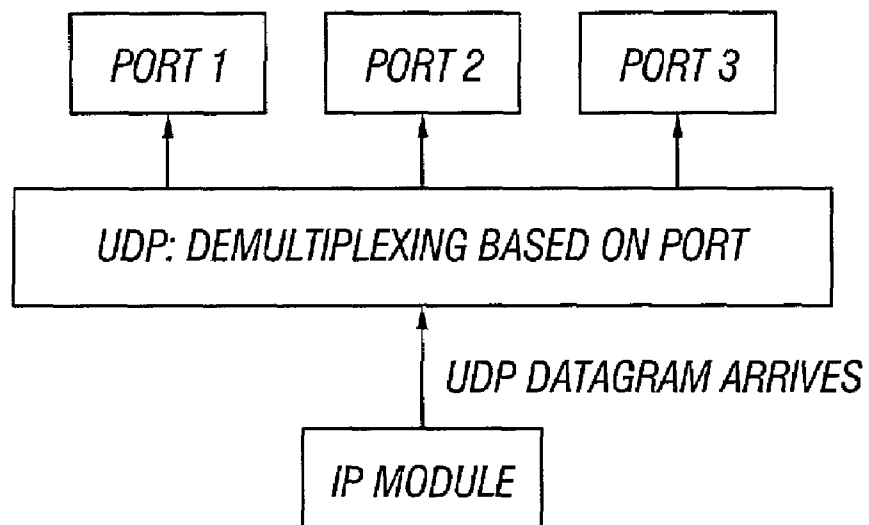 PORT 1
PORT 2
PORT 3
UDP: DEMULTIPLEXING BASED ON PORT
UDP DATAGRAM ARRIVES
IP MODULE